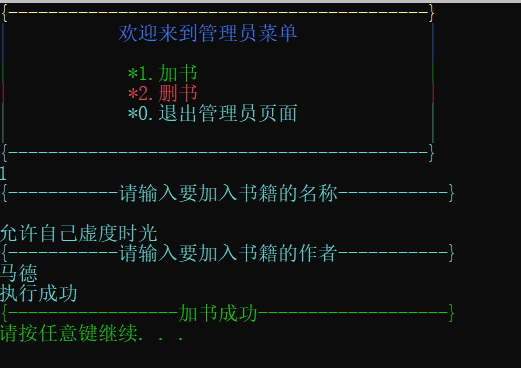 {------------------------------------------}
| 欢迎来到管理员菜单 |
| *1.加书 |
| *2.删书 |
| *0.退出管理员页面 |
{------------------------------------------}
1
{-----------请输入要加入书籍的名称-----------}
允许自己虚度时光
{-----------请输入要加入书籍的作者-----------}
马德
执行成功
{-----------------加书成功-------------------}
请按任意键继续. . .